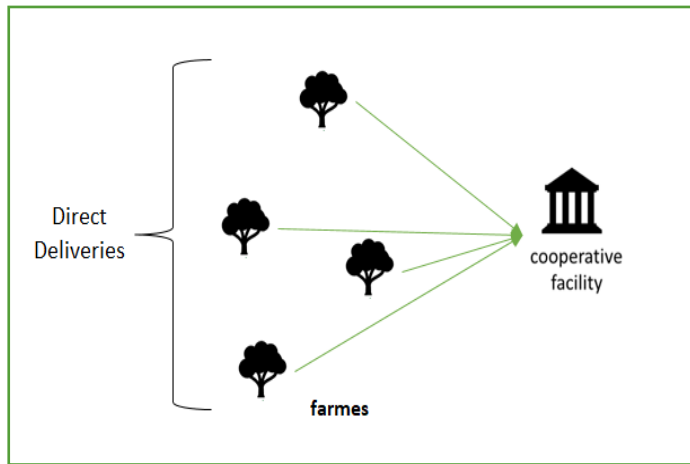 Direct
Deliveries
cooperative
facility
farmes